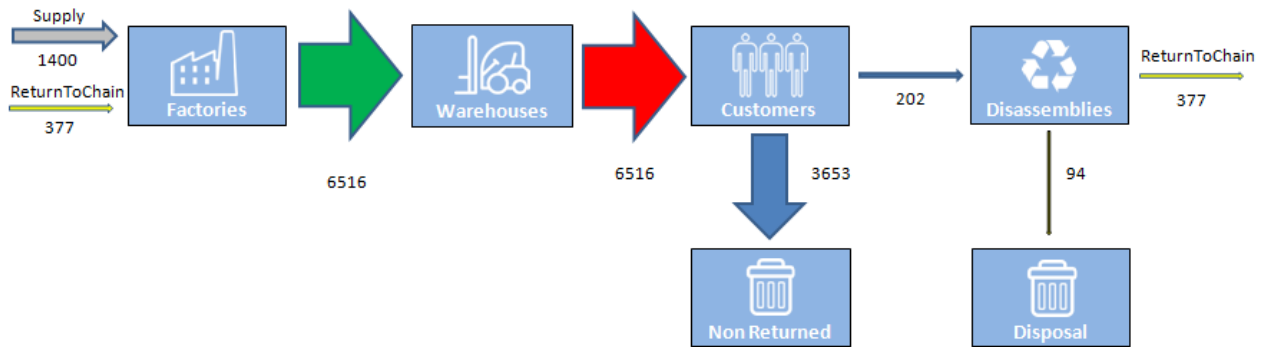 Supply
1400
ReturnToChain
377
Factories
6516
Warehouses
6516
Customers
202
Disassemblies
ReturnToChain
377
3653
94
Non Returned
Disposal